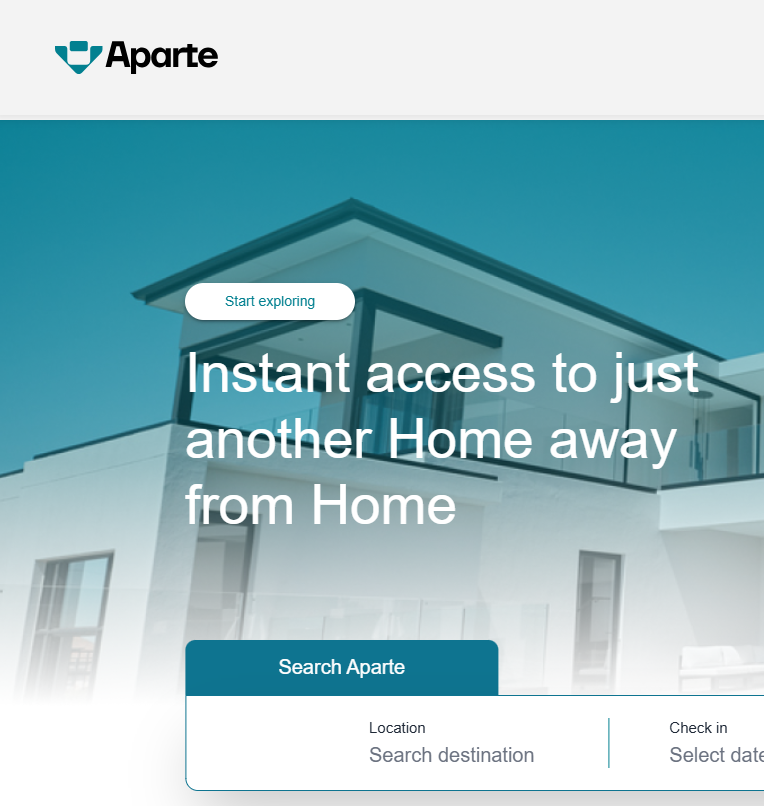 Aparte
Start exploring
Instant access to just
another Home away
from Home
Search Aparte
Location
Check in
Search destination
Select date